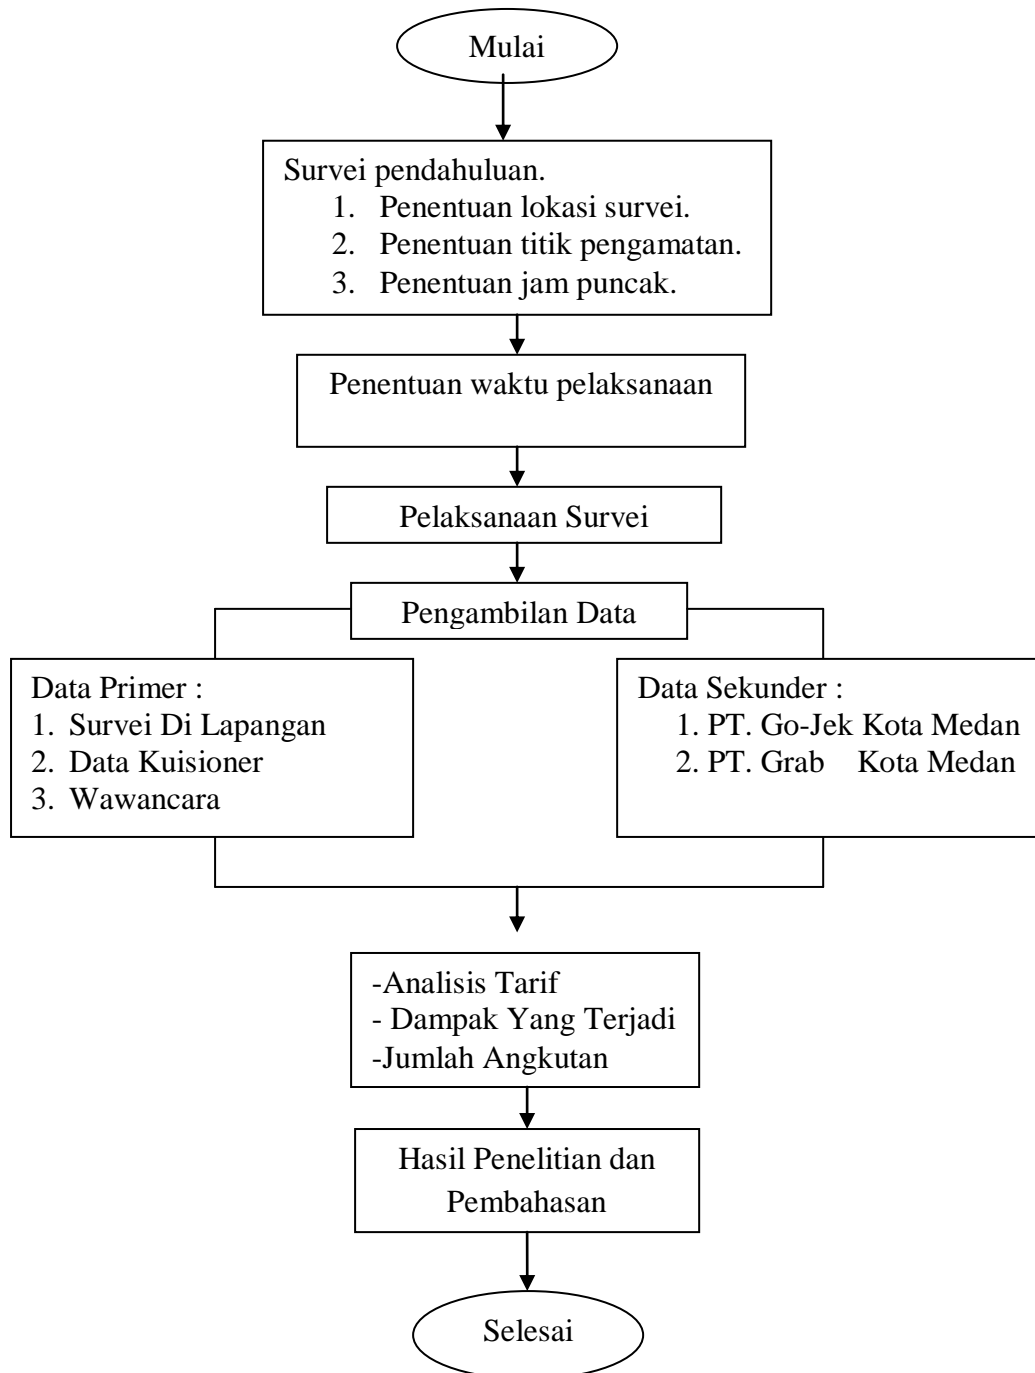 Mulai
Survei pendahuluan.
1. Penentuan lokasi survei.
2. Penentuan titik pengamatan.
3. Penentuan jam puncak.
Penentuan waktu pelaksanaan
Pelaksanaan Survei
Pengambilan Data
Data Primer :
1. Survei Di Lapangan
2. Data Kuisioner
3. Wawancara
Data Sekunder :
1. PT. Go-Jek Kota Medan
2. PT. Grab Kota Medan
-Analisis Tarif
- Dampak Yang Terjadi
-Jumlah Angkutan
Hasil Penelitian dan
Pembahasan
Selesai